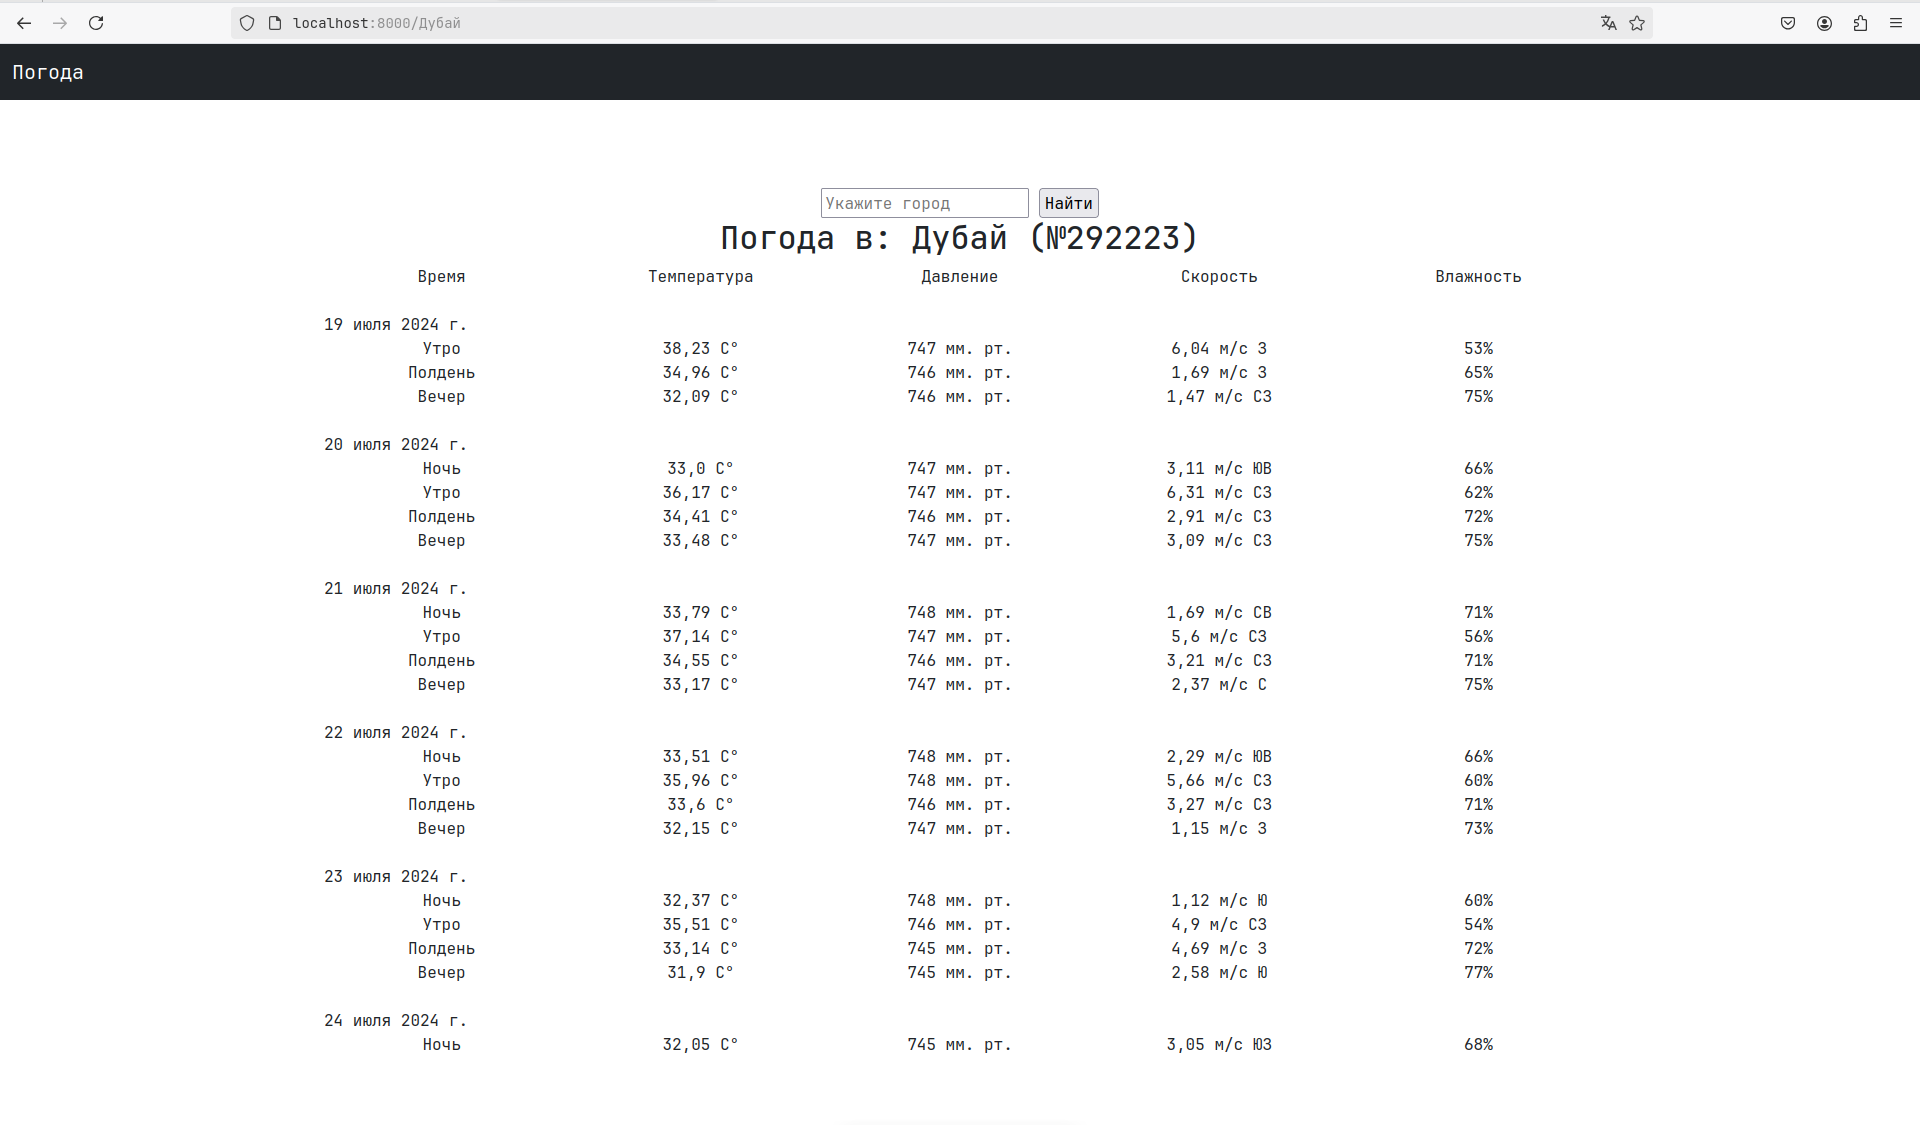 localhost:8000/Дубай
Погода
Укажите город Найти
Погода в: Дубай (№292223)
Время Температура Давление Скорость Влажность
19 июля 2024 г.
Утро 38,23 C° 747 мм. рт. 6,04 м/с З 53%
Полдень 34,96 C° 746 мм. рт. 1,69 м/с З 65%
Вечер 32,09 C° 746 мм. рт. 1,47 м/с СЗ 75%
20 июля 2024 г.
Ночь 33,0 C° 747 мм. рт. 3,11 м/с ЮВ 66%
Утро 36,17 C° 747 мм. рт. 6,31 м/с СЗ 62%
Полдень 34,41 C° 746 мм. рт. 2,91 м/с СЗ 72%
Вечер 33,48 C° 747 мм. рт. 3,09 м/с СЗ 75%
21 июля 2024 г.
Ночь 33,79 C° 748 мм. рт. 1,69 м/с СВ 71%
Утро 37,14 C° 747 мм. рт. 5,6 м/с СЗ 56%
Полдень 34,55 C° 746 мм. рт. 3,21 м/с СЗ 71%
Вечер 33,17 C° 747 мм. рт. 2,37 м/с С 75%
22 июля 2024 г.
Ночь 33,51 C° 748 мм. рт. 2,29 м/с ЮВ 66%
Утро 35,96 C° 748 мм. рт. 5,66 м/с СЗ 60%
Полдень 33,6 C° 746 мм. рт. 3,27 м/с СЗ 71%
Вечер 32,15 C° 747 мм. рт. 1,15 м/с З 73%
23 июля 2024 г.
Ночь 32,37 C° 748 мм. рт. 1,12 м/с Ю 60%
Утро 35,51 C° 746 мм. рт. 4,9 м/с СЗ 54%
Полдень 33,14 C° 745 мм. рт. 4,69 м/с З 72%
Вечер 31,9 C° 745 мм. рт. 2,58 м/с Ю 77%
24 июля 2024 г.
Ночь 32,05 C° 745 мм. рт. 3,05 м/с ЮЗ 68%